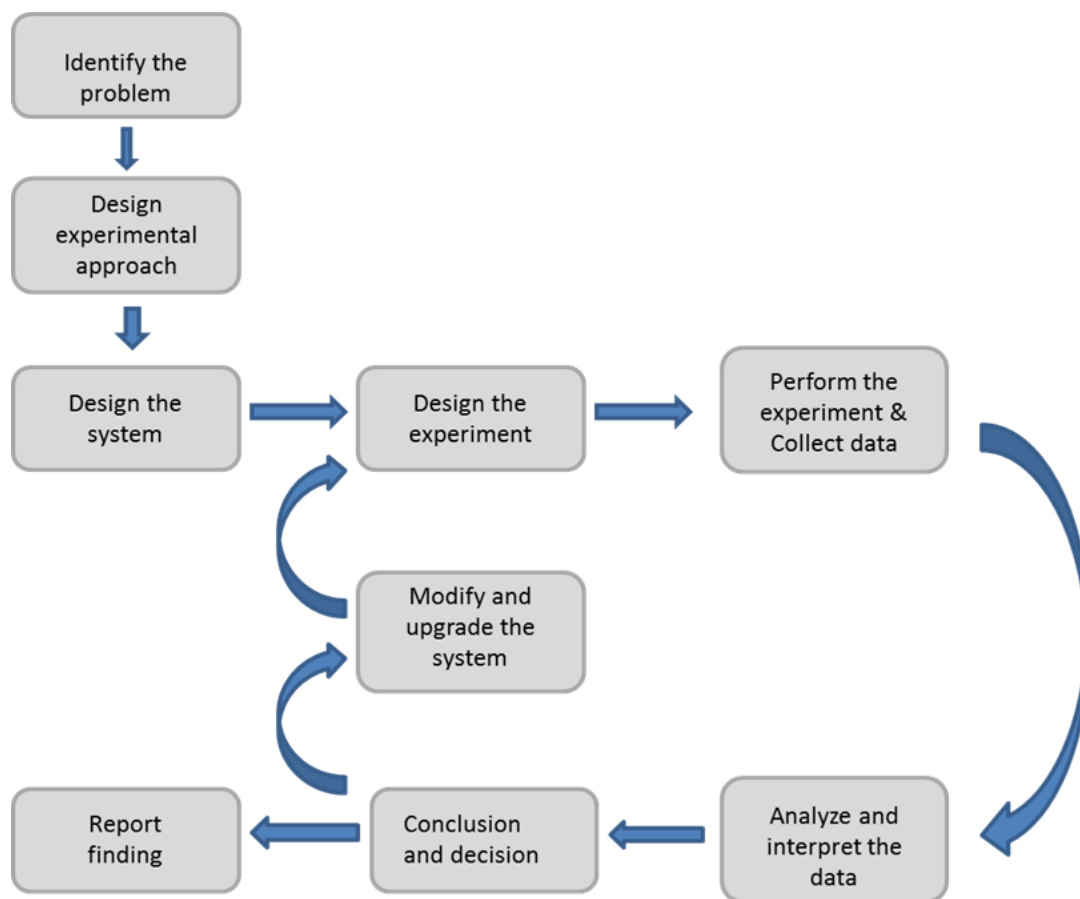 Identify the
problem
Design
experimental
approach
Design the
system
Design the
experiment
Perform the
experiment &
Collect data
Modify and
upgrade the
system
Analyze and
interpret the
data
Conclusion
and decision
Report
finding